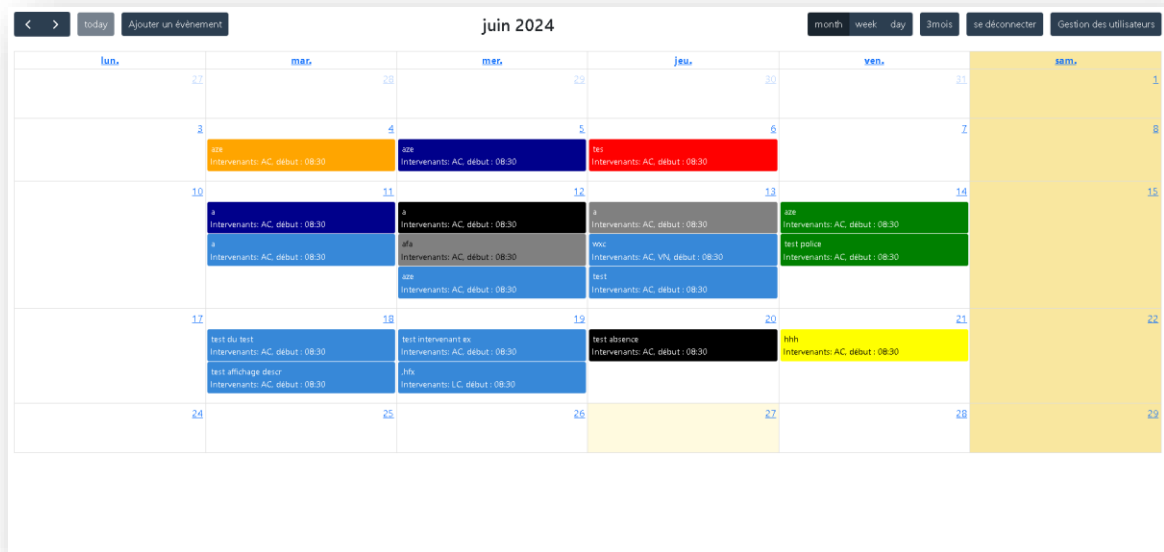 today Ajouter un évènement juin 2024 month week day 3mois se déconnecter Gestion des utilisateurs
lun. mar. mer. jeu. ven. sam.
27 28 29 30 31 1
3 4 5 6 7 8
aze aze tes
Intervenants: AC, début : 08:30 Intervenants: AC, début : 08:30 Intervenants: AC, début : 08:30
10 11 12 13 14 15
a a a aze
Intervenants: AC, début : 08:30 Intervenants: AC, début : 08:30 Intervenants: AC, début : 08:30 Intervenants: AC, début : 08:30
a afa wxc test police
Intervenants: AC, début : 08:30 Intervenants: AC, début : 08:30 Intervenants: AC, VN, début : 08:30 Intervenants: AC, début : 08:30
aze test
Intervenants: AC, début : 08:30 Intervenants: AC, début : 08:30
17 18 19 20 21 22
test du test test intervenant ex test absence hhh
Intervenants: AC, début : 08:30 Intervenants: AC, début : 08:30 Intervenants: AC, début : 08:30 Intervenants: AC, début : 08:30
test affichage descr .hfx
Intervenants: AC, début : 08:30 Intervenants: LC, début : 08:30
24 25 26 27 28 29